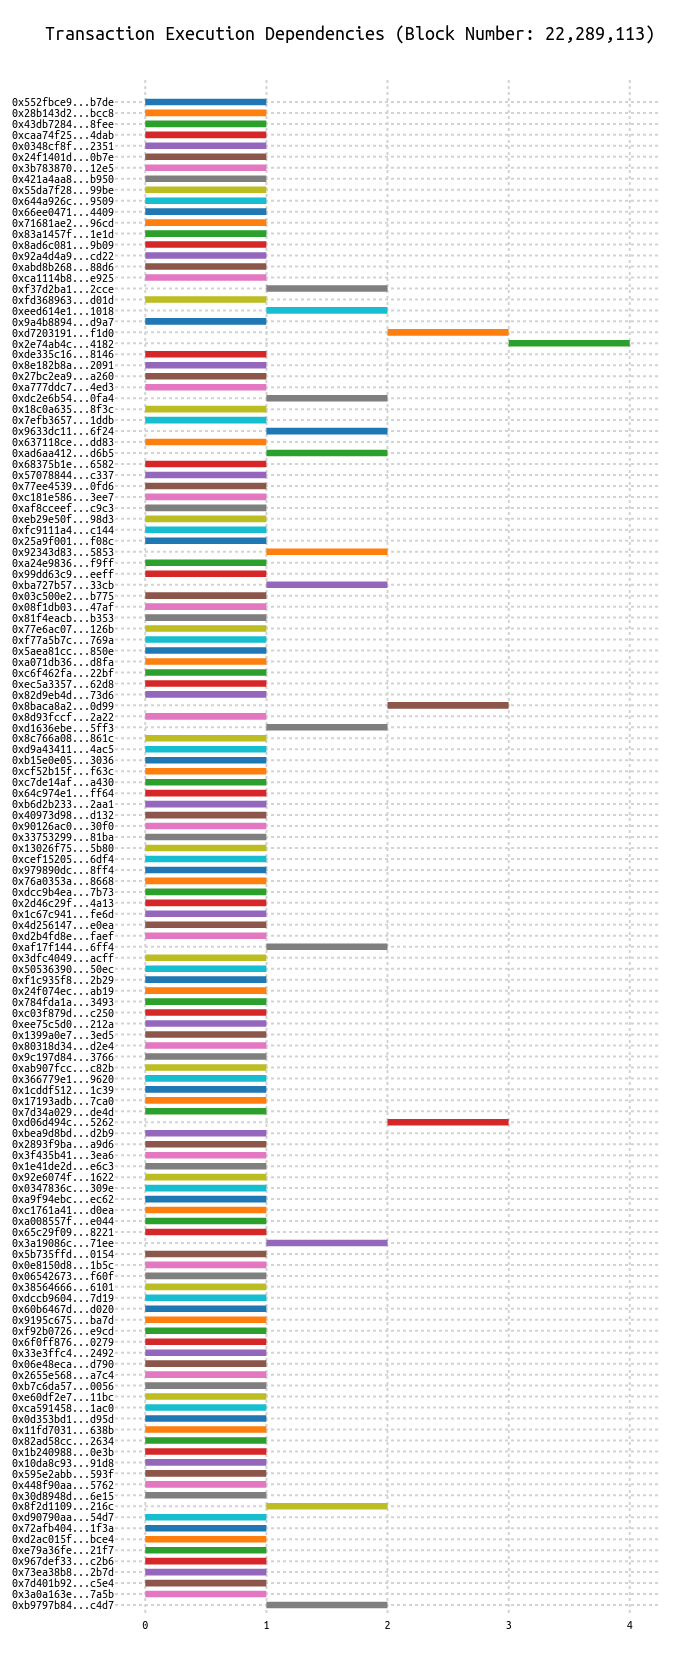 Transaction Execution Dependencies (Block Number: 22,289,113)
0x552fbce9...b7de
0x28b143d2...bcc8
0x43db7284...8fee
0xcaa74f25...4dab
0x0348cf8f...2351
0x24f1401d...0b7e
0x3b783870...12e5
0x421a4aa8...b950
0x55da7f28...99be
0x644a926c...9509
0x66ee0471...4409
0x71681ae2...96cd
0x83a1457f...1e1d
0x8ad6c081...9b09
0x92a4d4a9...cd22
0xabd8b268...88d6
0xca1114b8...e925
0xf37d2ba1...2cce
0xfd368963...d01d
0xeed614e1...1018
0x9a4b8894...d9a7
0xd7203191...f1d0
0x2e74ab4c...4182
0xde335c16...8146
0x8e182b8a...2091
0x27bc2ea9...a260
0xa777ddc7...4ed3
0xdc2e6b54...0fa4
0x18c0a635...8f3c
0x7efb3657...1ddb
0x9633dc11...6f24
0x637118ce...dd83
0xad6aa412...d6b5
0x68375b1e...6582
0x57078844...c337
0x77ee4539...0fd6
0xc181e586...3ee7
0xaf8cceef...c9c3
0xeb29e50f...98d3
0xfc9111a4...c144
0x25a9f001...f08c
0x92343d83...5853
0xa24e9836...f9ff
0x99dd63c9...eeff
0xba727b57...33cb
0x03c500e2...b775
0x08f1db03...47af
0x81f4eacb...b353
0x77e6ac07...126b
0xf77a5b7c...769a
0x5aea81cc...850e
0xa071db36...d8fa
0xc6f462fa...22bf
0xec5a3357...62d8
0x82d9eb4d...73d6
0x8baca8a2...0d99
0x8d93fccf...2a22
0xd1636ebe...5ff3
0x8c766a08...861c
0xd9a43411...4ac5
0xb15e0e05...3036
0xcf52b15f...f63c
0xc7de14af...a430
0x64c974e1...ff64
0xb6d2b233...2aa1
0x40973d98...d132
0x90126ac0...30f0
0x33753299...81ba
0x13026f75...5b80
0xcef15205...6df4
0x979890dc...8ff4
0x76a0353a...8668
0xdcc9b4ea...7b73
0x2d46c29f...4a13
0x1c67c941...fe6d
0x4d256147...e0ea
0xd2b4fd8e...faef
0xaf17f144...6ff4
0x3dfc4049...acff
0x50536390...50ec
0xf1c935f8...2b29
0x24f074ec...ab19
0x784fda1a...3493
0xc03f879d...c250
0xee75c5d0...212a
0x1399a0e7...3ed5
0x80318d34...d2e4
0x9c197d84...3766
0xab907fcc...c82b
0x366779e1...9620
0x1cddf512...1c39
0x17193adb...7ca0
0x7d34a029...de4d
0xd06d494c...5262
0xbea9d8bd...d2b9
0x2893f9ba...a9d6
0x3f435b41...3ea6
0x1e41de2d...e6c3
0x92e6074f...1622
0x0347836c...309e
0xa9f94ebc...ec62
0xc1761a41...d0ea
0xa008557f...e044
0x65c29f09...8221
0x3a19086c...71ee
0x5b735ffd...0154
0x0e8150d8...1b5c
0x06542673...f60f
0x38564666...6101
0xdccb9604...7d19
0x60b6467d...d020
0x9195c675...ba7d
0xf92b0726...e9cd
0x6f0ff876...0279
0x33e3ffc4...2492
0x06e48eca...d790
0x2655e568...a7c4
0xb7c6da57...0056
0xe60df2e7...11bc
0xca591458...1ac0
0x0d353bd1...d95d
0x11fd7031...638b
0x82ad58cc...2634
0x1b240988...0e3b
0x10da8c93...91d8
0x595e2abb...593f
0x448f90aa...5762
0x30d8948d...6e15
0x8f2d1109...216c
0xd90790aa...54d7
0x72afb404...1f3a
0xd2ac015f...bce4
0xe79a36fe...21f7
0x967def33...c2b6
0x73ea38b8...2b7d
0x7d401b92...c5e4
0x3a0a163e...7a5b
0xb9797b84...c4d7
0 1 2 3 4